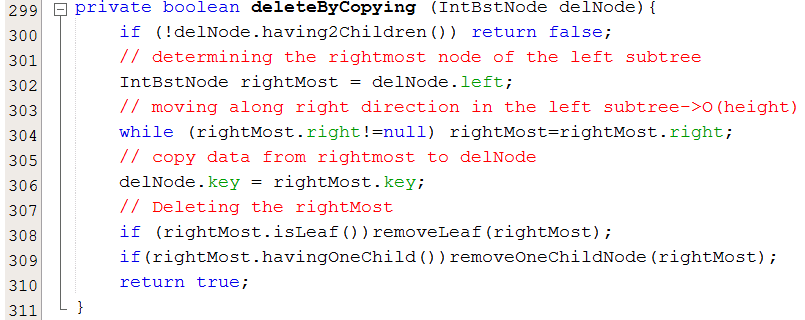 299 private boolean deleteByCopying (IntBstNode delNode){
300 if (!delNode.having2Children()) return false;
301 // determining the rightmost node of the left subtree
302 IntBstNode rightMost = delNode.left;
303 // moving along right direction in the left subtree->O(height)
304 while (rightMost.right!=null) rightMost=rightMost.right;
305 // copy data from rightmost to delNode
306 delNode.key = rightMost.key;
307 // Deleting the rightMost
308 if (rightMost.isLeaf())removeLeaf(rightMost);
309 if(rightMost.havingOneChild())removeOneChildNode(rightMost);
310 return true;
311 }